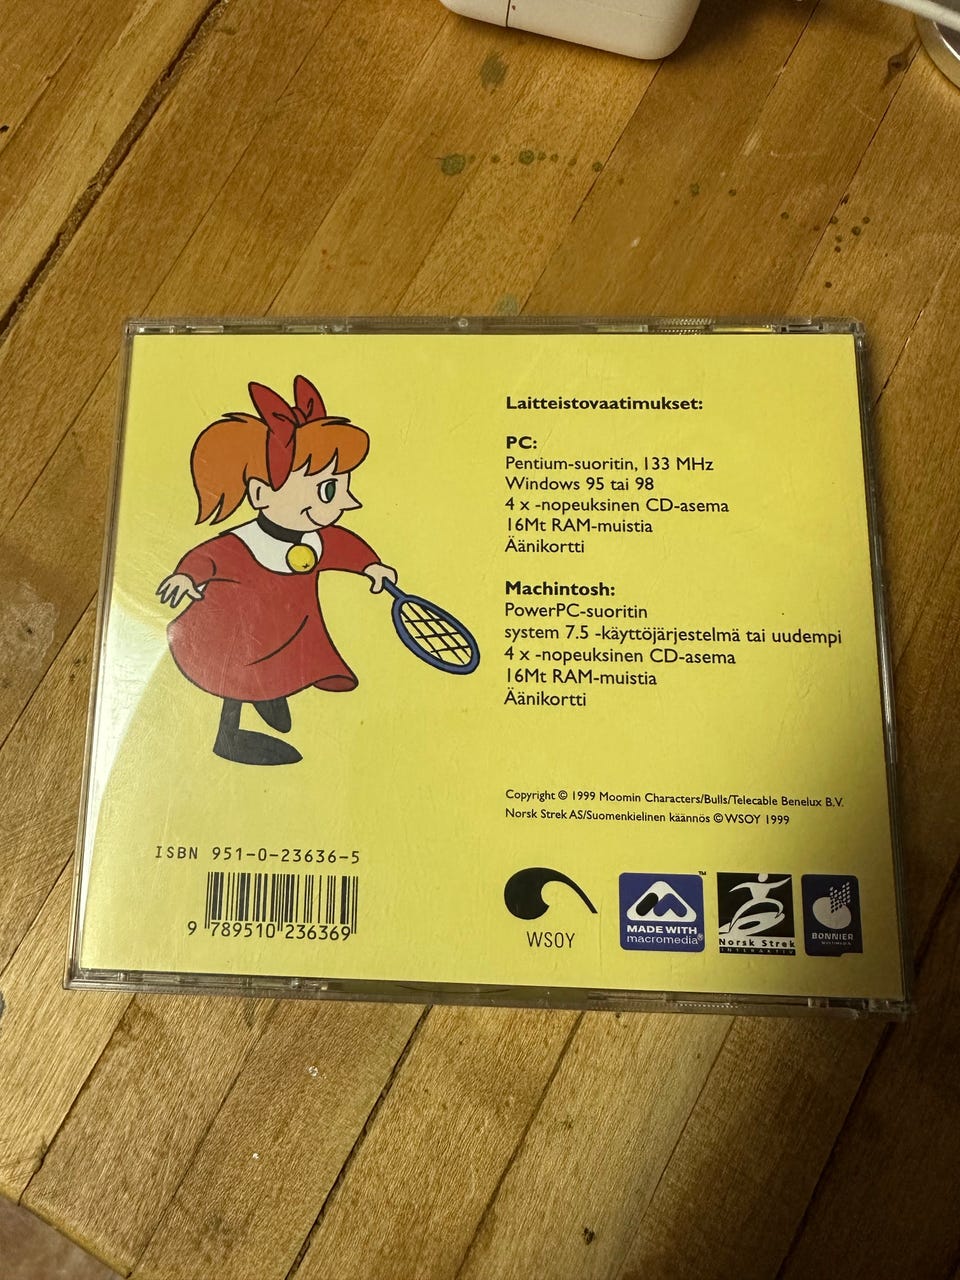 Laitteistovaatimukset:
PC:
Pentium-suoritin, 133 MHz
Windows 95 tai 98
4 x -nopeuksinen CD-asema
16Mt RAM-muistia
Äänikortti
Machintosh:
PowerPC-suoritin
system 7.5 -käyttöjärjestelmä tai uudempi
4 x -nopeuksinen CD-asema
16Mt RAM-muistia
Äänikortti
Copyright © 1999 Moomin Characters/Bulls/Telecable Benelux B.V.
Norsk Strek AS/Suomenkielinen käännös © WSOY 1999
ISBN 951-0-23636-5
9 789510 236369
WSOY
MADE WITH
macromedia®
™
Norsk Strek
INTERAKTIV
BONNIER
MULTIMEDIA